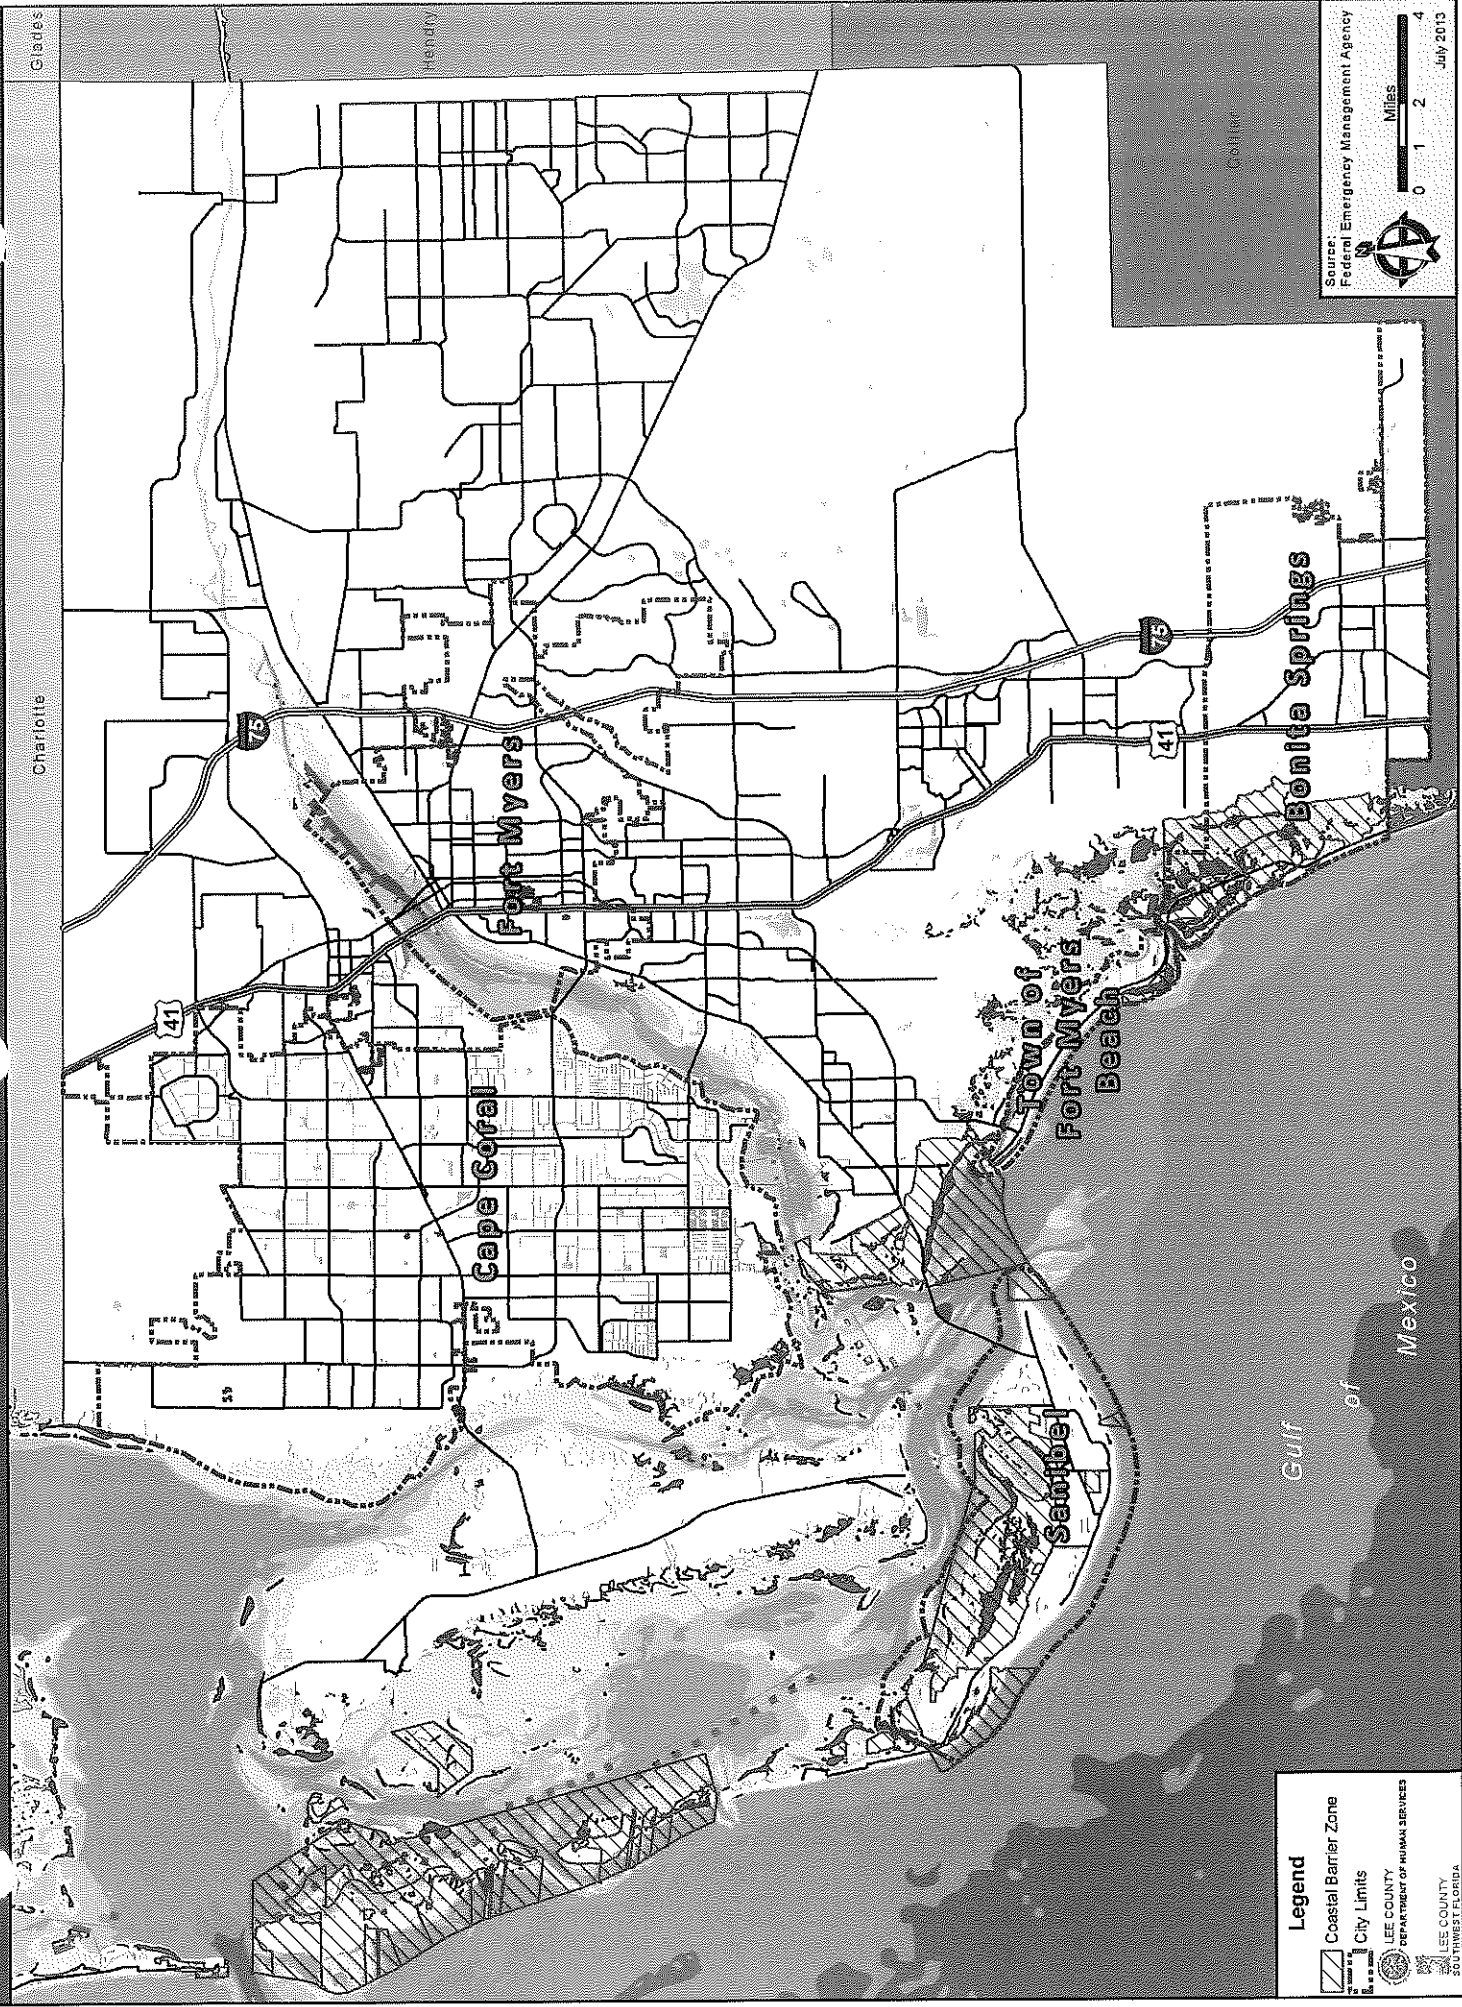 Charlotte
Glades
Hendry
Collier
75
41
Cape Coral
Fort Myers
75
41
Bonita Springs
Town of
Fort Myers
Beach
Sanibel
Gulf
of
Mexico
Legend
Coastal Barrier Zone
City Limits
LEE COUNTY
DEPARTMENT OF HUMAN SERVICES
LEE COUNTY
SOUTHWEST FLORIDA
Source:
Federal Emergency Management Agency
N
Miles
0 1 2 4
July 2013